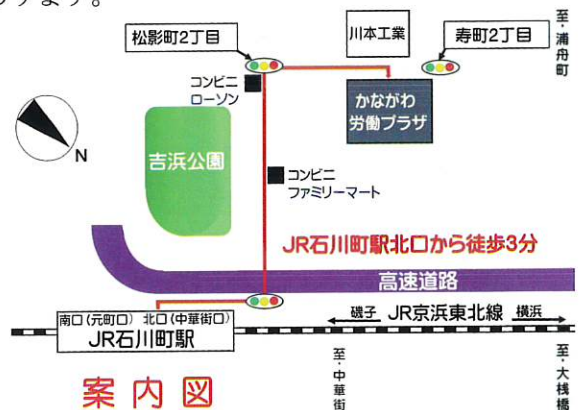 ります。
至・浦舟町
松影町2丁目
川本工業
寿町2丁目
コンビニ
ローソン
かながわ
労働プラザ
N
吉浜公園
コンビニ
ファミリーマート
JR石川町駅北口から徒歩3分
高速道路
南口(元町口) 北口(中華街口)
JR石川町駅
磯子 JR京浜東北線 横浜
至・中華街
至・大桟橋
案内図